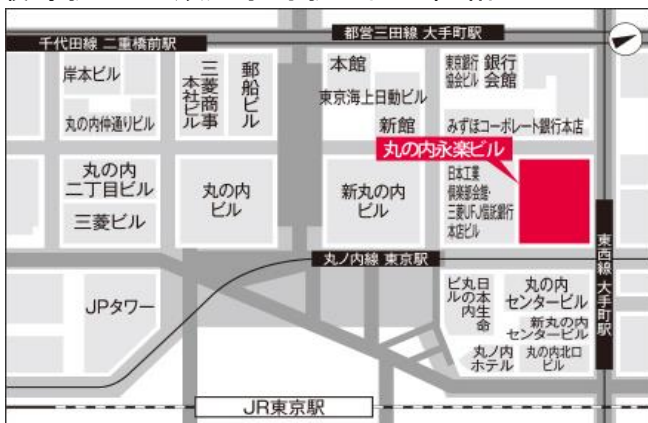 都営三田線 大手町駅
千代田線 二重橋前駅
岸本ビル
丸の内仲通りビル
三菱商事
本社ビル
郵船ビル
本館
東京海上日動ビル
新館
東京銀行
協会ビル
銀行
会館
みずほコーポレート銀行本店
丸の内永楽ビル
丸の内
二丁目ビル
三菱ビル
丸の内
ビル
新丸の内
ビル
日本工業
倶楽部会館・
三菱UFJ信託銀行
本店ビル
東西線 大手町駅
丸ノ内線 東京駅
JPタワー
日本生命
丸の内
ビル
丸の内
センタービル
新丸の内
センタービル
丸ノ内
ホテル
丸の内北口
ビル
JR東京駅